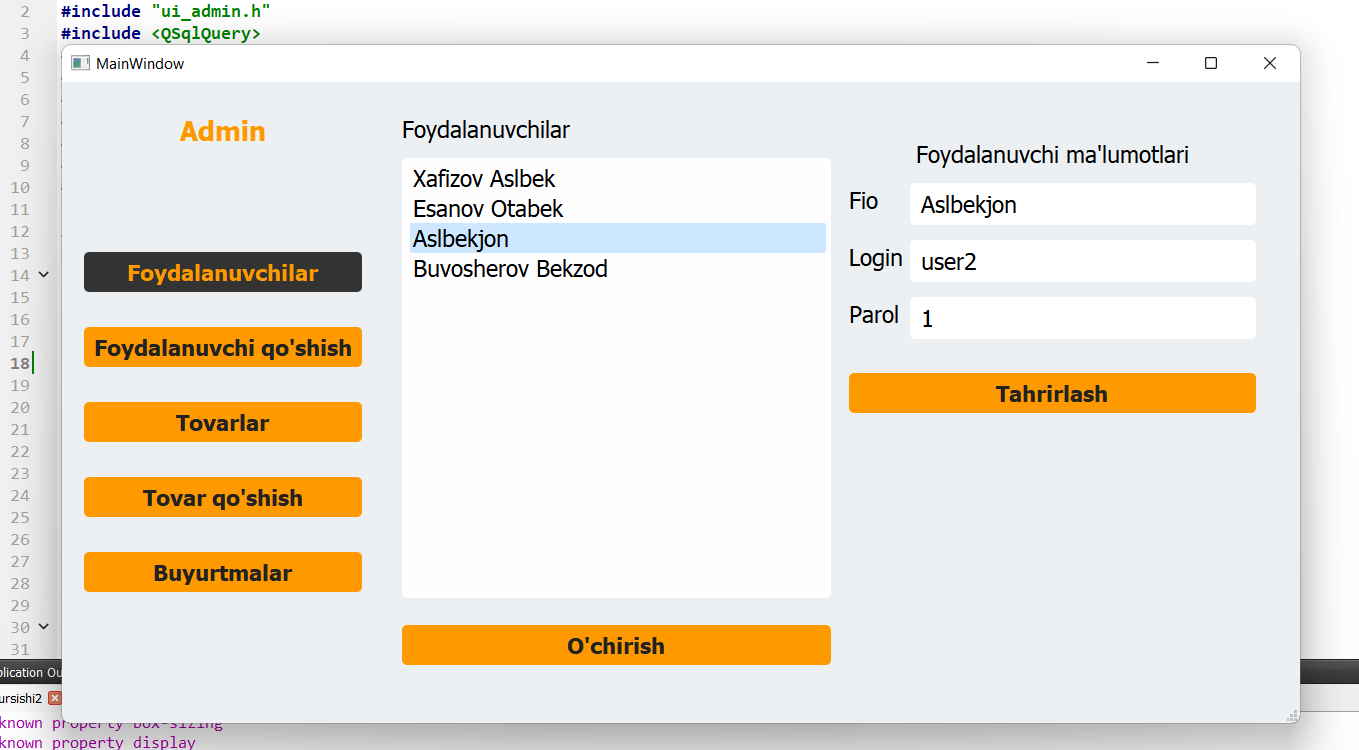 2 #include "ui_admin.h"
3 #include <QSqlQuery>
4
5
6
7
8
9
10
11
12
13
14
15
16
17
18
19
20
21
22
23
24
25
26
27
28
29
30
31
MainWindow
Admin
Foydalanuvchilar
Foydalanuvchi qo'shish
Tovarlar
Tovar qo'shish
Buyurtmalar
Foydalanuvchilar
Xafizov Aslbek
Esanov Otabek
Aslbekjon
Buvosherov Bekzod
O'chirish
Foydalanuvchi ma'lumotlari
Fio Aslbekjon
Login user2
Parol 1
Tahrirlash
plication Ou
ursishi2
known property box-sizing
known property display